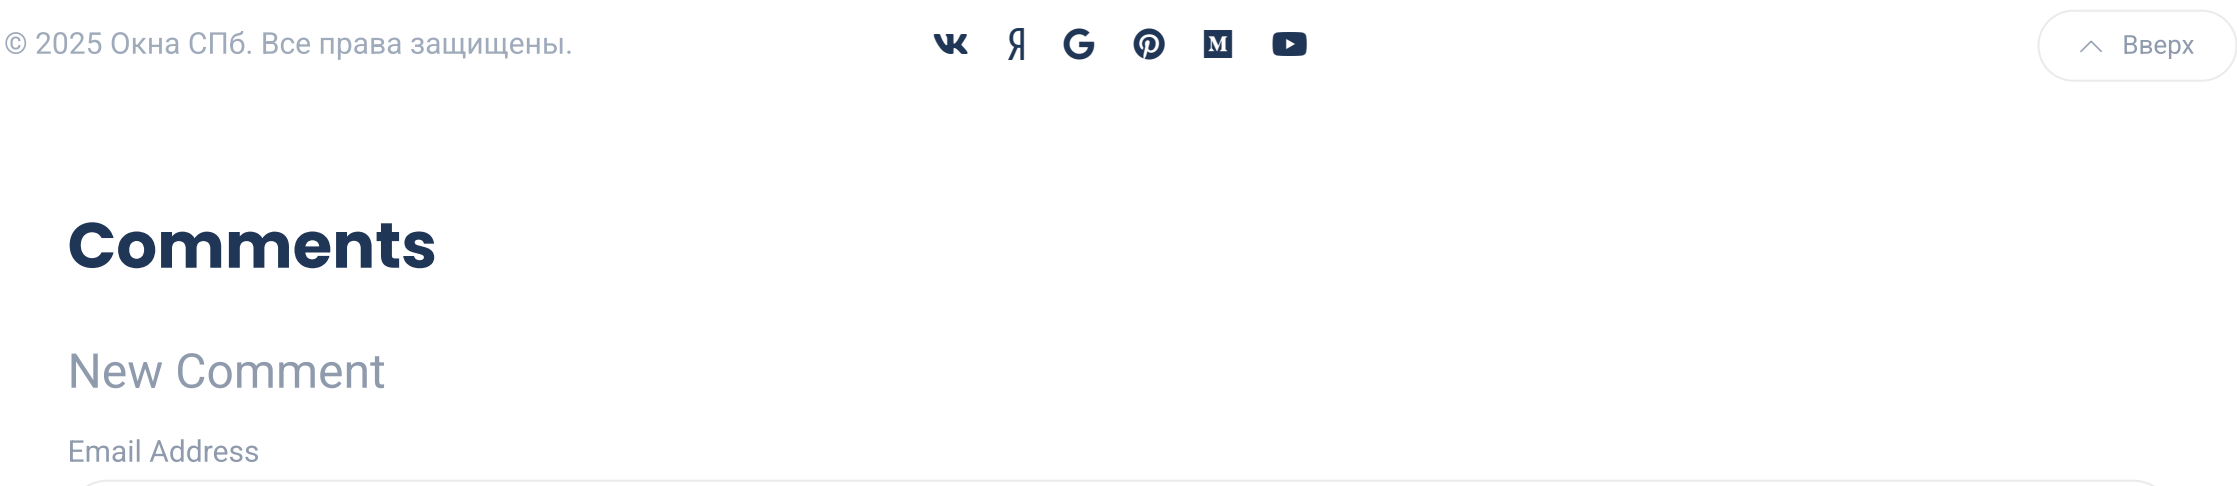 © 2025 Окна СПб. Все права защищены.
Вверх
Comments
New Comment
Email Address